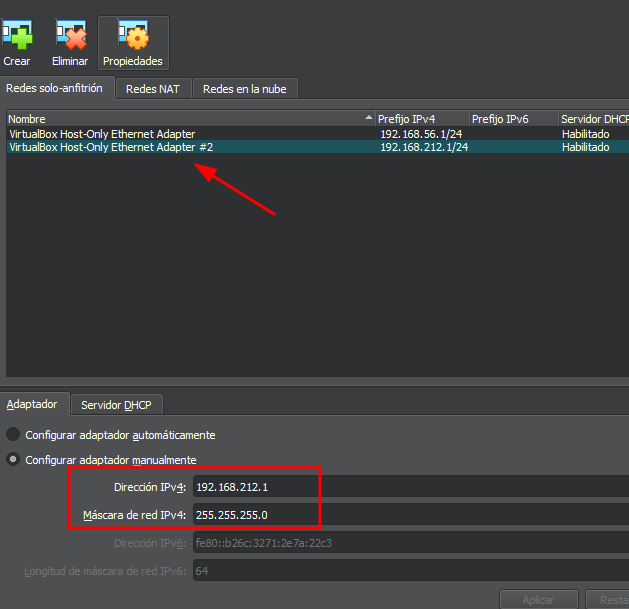 Crear Eliminar Propiedades
Redes solo-anfitrión Redes NAT Redes en la nube
Nombre Prefijo IPv4 Prefijo IPv6 Servidor DHCP
VirtualBox Host-Only Ethernet Adapter 192.168.56.1/24 Habilitado
VirtualBox Host-Only Ethernet Adapter #2 192.168.212.1/24 Habilitado
Adaptador Servidor DHCP
Configurar adaptador automáticamente
Configurar adaptador manualmente
Dirección IPv4: 192.168.212.1
Máscara de red IPv4: 255.255.255.0
Dirección IPv6: fe80::b26c:3271:2e7a:22c3
Longitud de máscara de red IPv6: 64
Aplicar Resta